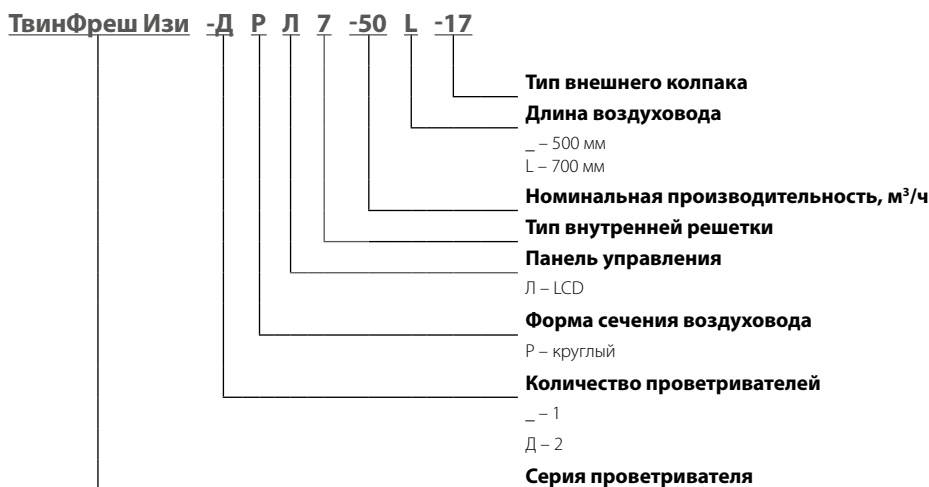 ТвинФреш Изи -Д Р Л 7 -50 L -17
Тип внешнего колпака
Длина воздуховода
_ – 500 мм
L – 700 мм
Номинальная производительность, м³/ч
Тип внутренней решетки
Панель управления
Л – LCD
Форма сечения воздуховода
Р – круглый
Количество проветривателей
_ – 1
Д – 2
Серия проветривателя